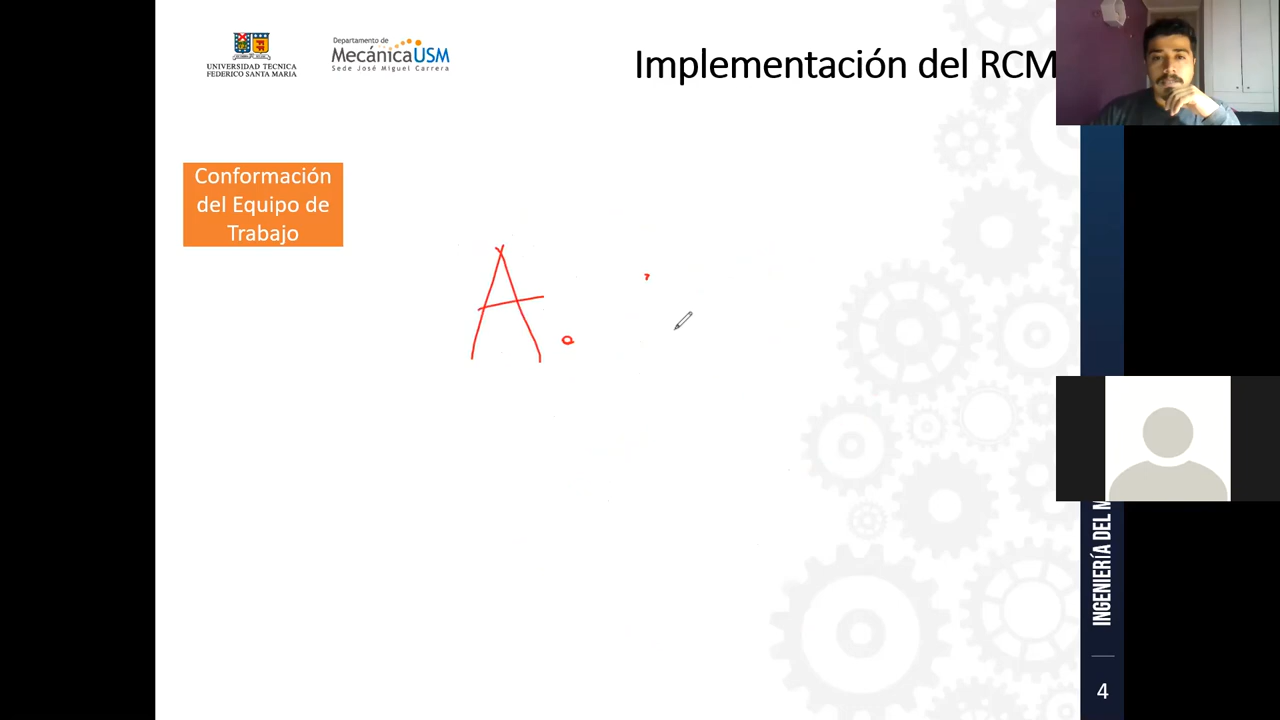 UNIVERSIDAD TECNICA
FEDERICO SANTA MARIA
Departamento de
MecánicaUSM
Sede José Miguel Carrera
Implementación del RCM
Conformación
del Equipo de
Trabajo
A.
INGENIERÍA DEL M
4